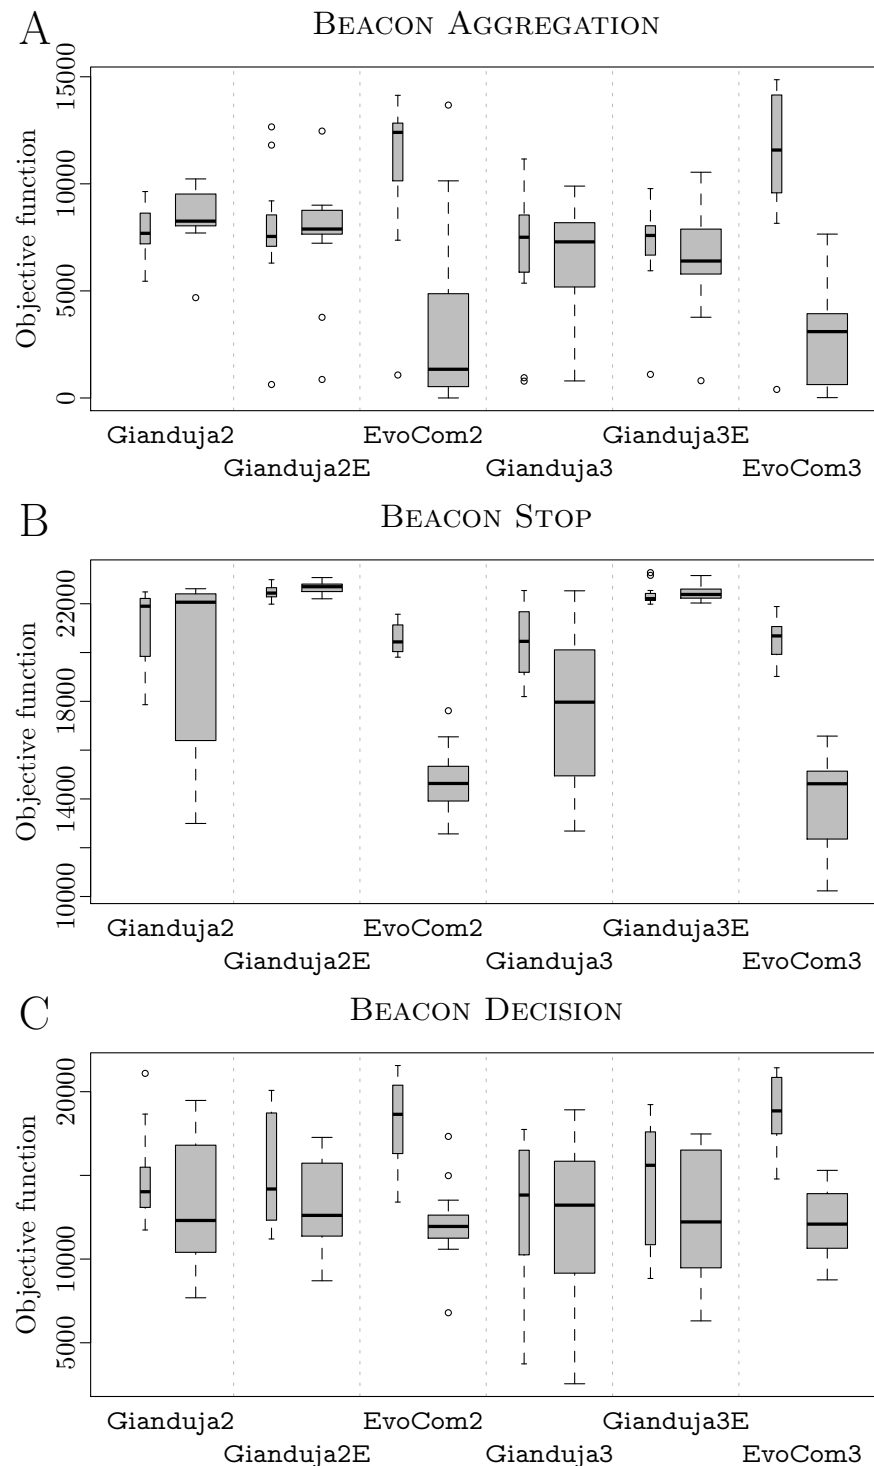 A
BEACON AGGREGATION
Objective function
0 5000 10000 15000
Gianduja2 EvoCom2 Gianduja3E
Gianduja2E Gianduja3 EvoCom3
B
BEACON STOP
Objective function
10000 14000 18000 22000
Gianduja2 EvoCom2 Gianduja3E
Gianduja2E Gianduja3 EvoCom3
C
BEACON DECISION
Objective function
5000 10000 20000
Gianduja2 EvoCom2 Gianduja3E
Gianduja2E Gianduja3 EvoCom3